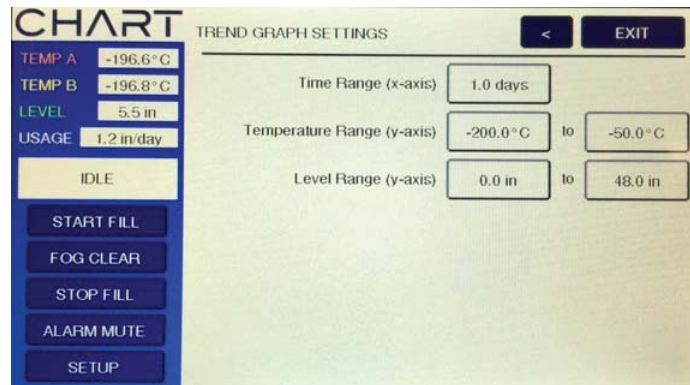 CHART
TREND GRAPH SETTINGS
<
EXIT
TEMP A -196.6°C
TEMP B -196.8°C
LEVEL 5.5 in
USAGE 1.2 in/day
IDLE
START FILL
FOG CLEAR
STOP FILL
ALARM MUTE
SETUP
Time Range (x-axis) 1.0 days
Temperature Range (y-axis) -200.0°C to -50.0°C
Level Range (y-axis) 0.0 in to 48.0 in